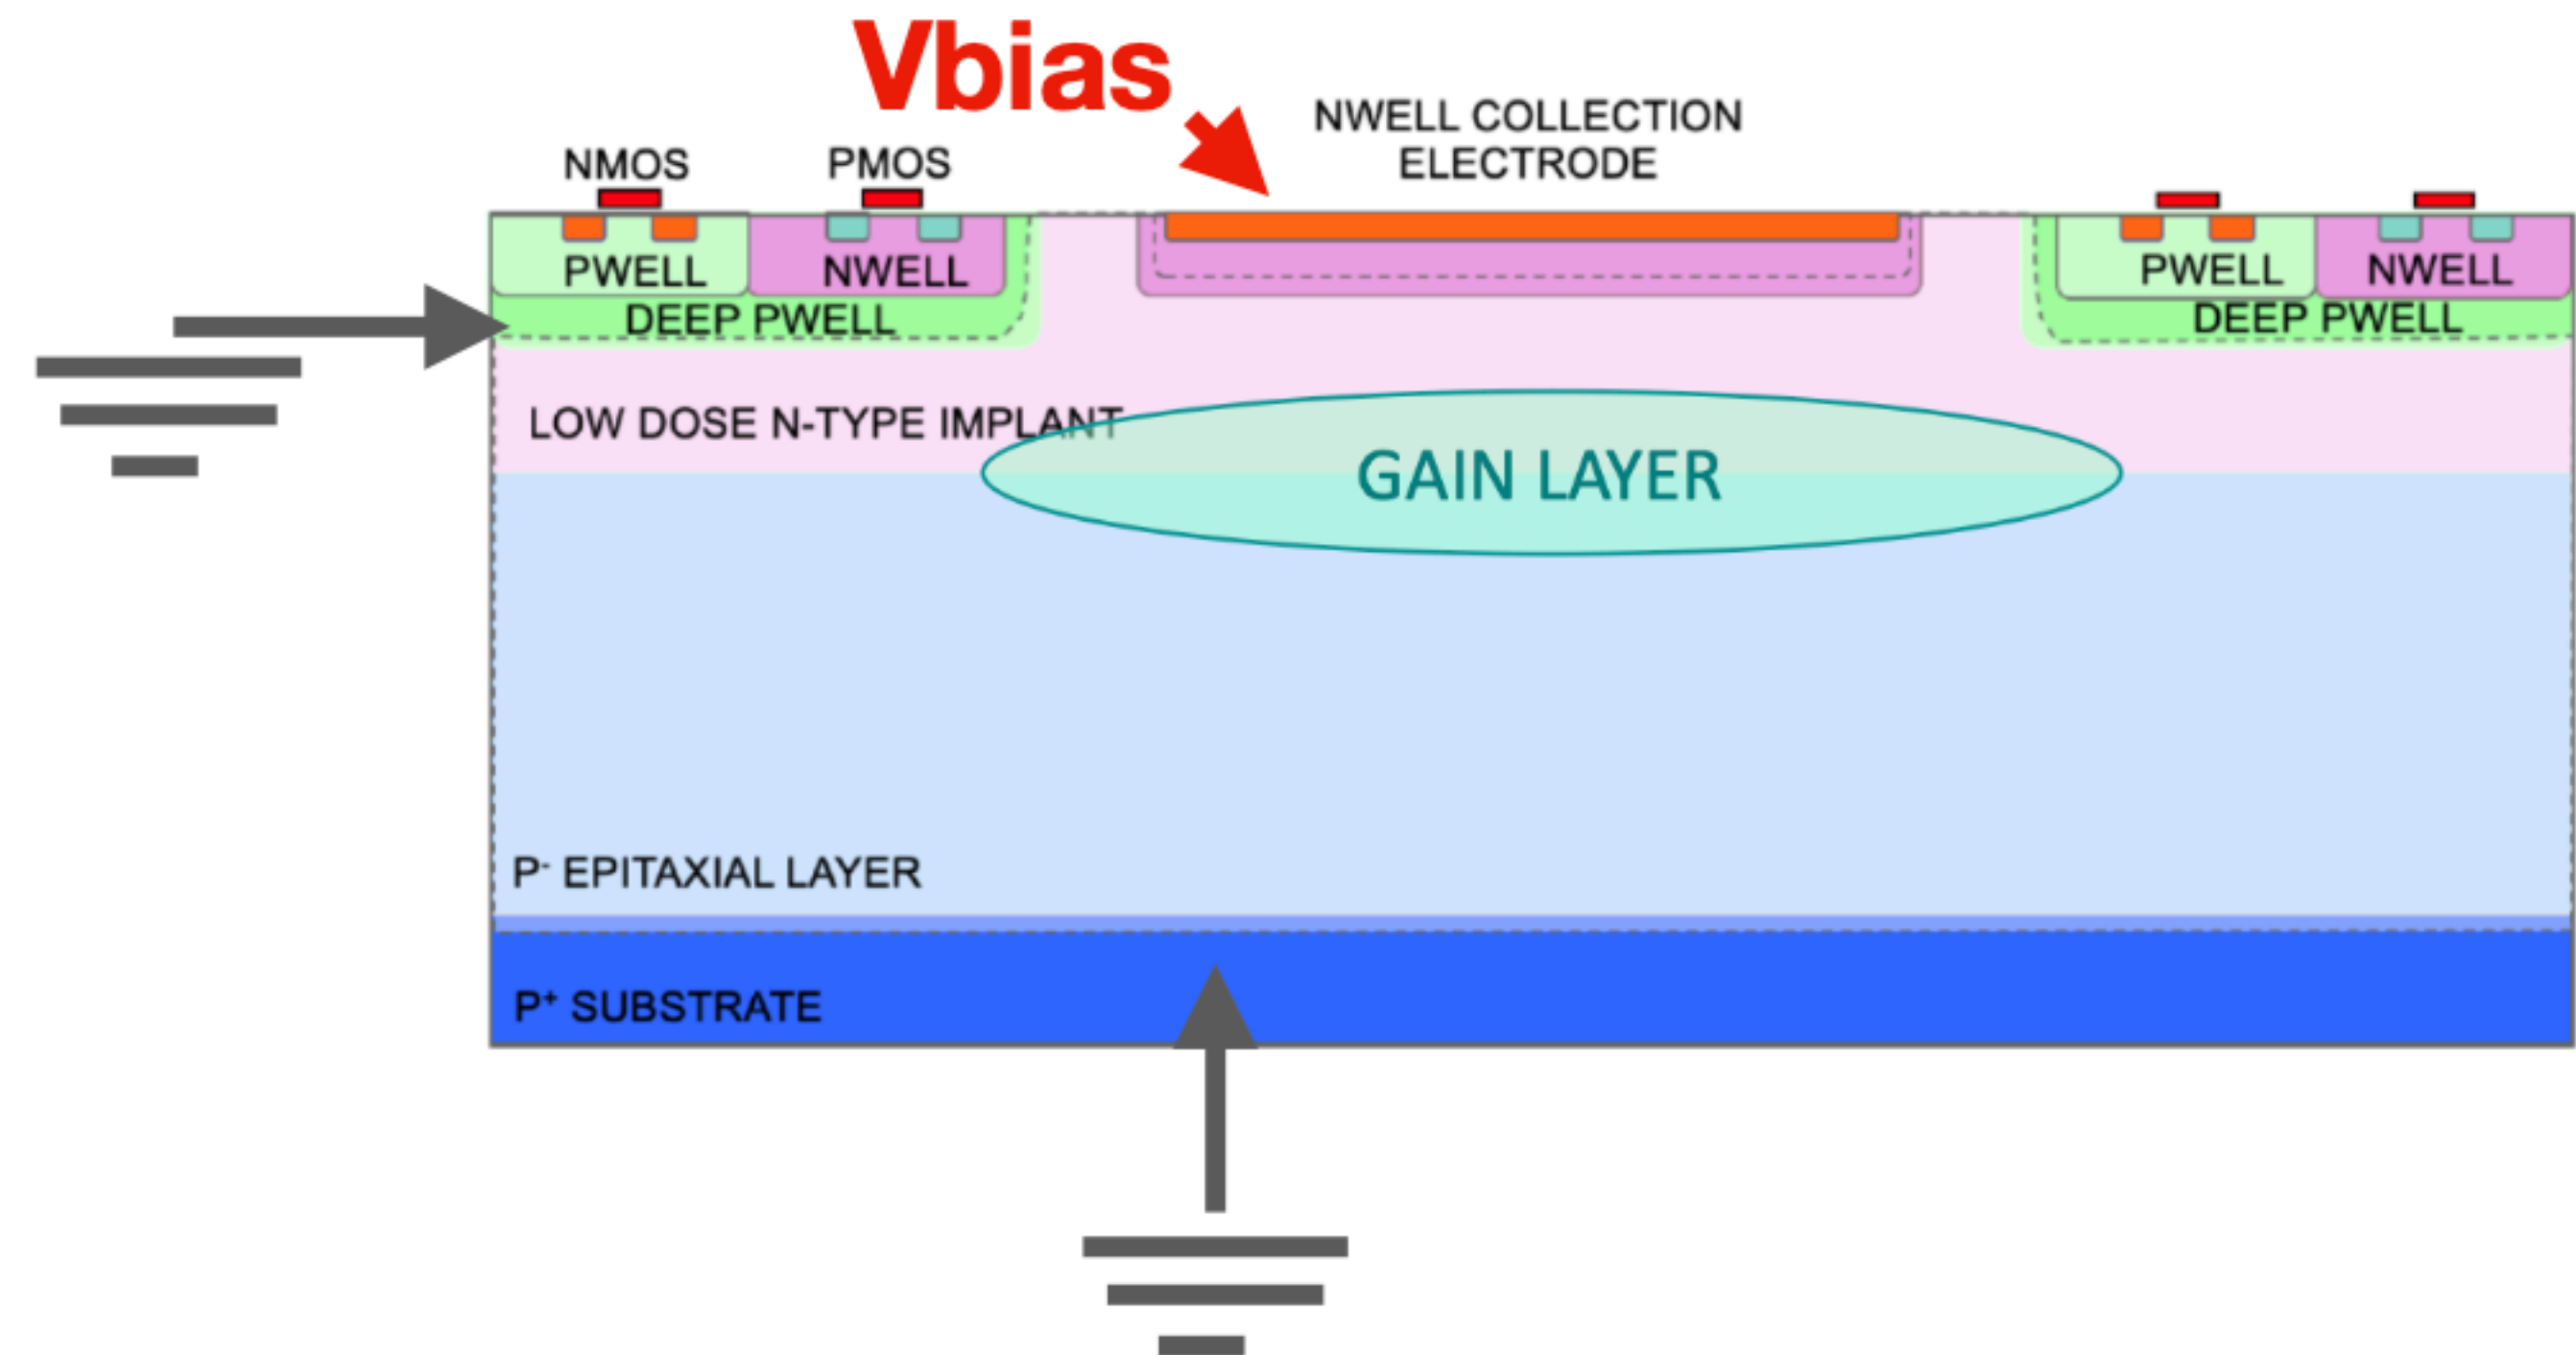 Vbias
NWELL COLLECTION
ELECTRODE
NMOS
PMOS
PWELL
NWELL
DEEP PWELL
PWELL
NWELL
DEEP PWELL
LOW DOSE N-TYPE IMPLANT
GAIN LAYER
P- EPITAXIAL LAYER
P+ SUBSTRATE